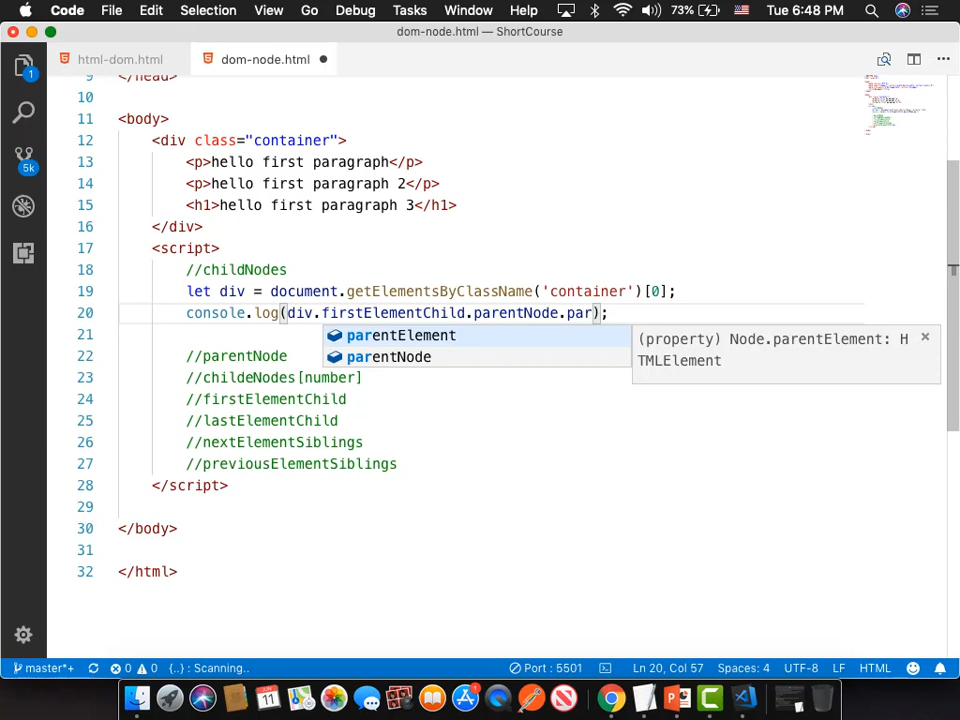 Code File Edit Selection View Go Debug Tasks Window Help 73% Tue 6:48 PM
dom-node.html — ShortCourse
html-dom.html dom-node.html
9 </head>
10
11 <body>
12 <div class="container">
13 <p>hello first paragraph</p>
14 <p>hello first paragraph 2</p>
15 <h1>hello first paragraph 3</h1>
16 </div>
17 <script>
18 //childNodes
19 let div = document.getElementsByClassName('container')[0];
20 console.log(div.firstElementChild.parentNode.par);
21 parentElement (property) Node.parentElement: H
TMLElement
22 //parentNode parentNode
23 //childeNodes[number]
24 //firstElementChild
25 //lastElementChild
26 //nextElementSiblings
27 //previousElementSiblings
28 </script>
29
30 </body>
31
32 </html>
1
5k
master*+ 0 0 {..} : Scanning.. Port : 5501 Ln 20, Col 57 Spaces: 4 UTF-8 LF HTML